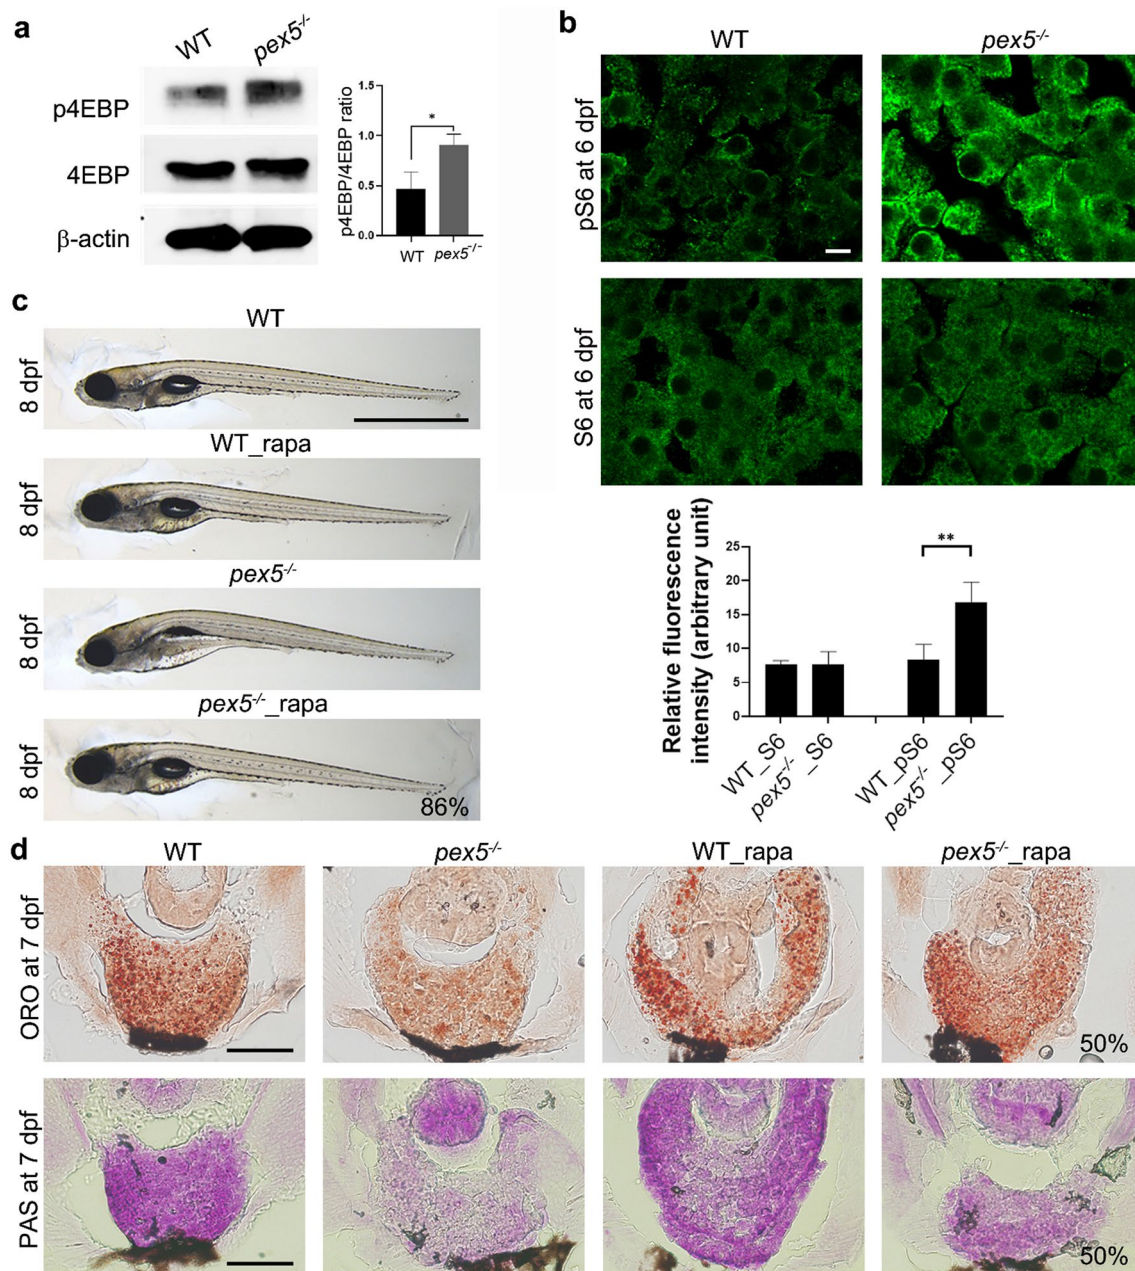 a
WT
pex5-/-
p4EBP
4EBP
β-actin
p4EBP/4EBP ratio
1.5
1.0
0.5
0.0
*
WT
pex5-/-
b
WT
pex5-/-
pS6 at 6 dpf
S6 at 6 dpf
Relative fluorescence
intensity (arbitrary unit)
25
20
15
10
5
0
**
WT_S6
pex5-/-_S6
WT_pS6
pex5-/-_pS6
c
WT
8 dpf
WT_rapa
8 dpf
pex5-/-
8 dpf
pex5-/-_rapa
8 dpf
86%
d
WT
pex5-/-
WT_rapa
pex5-/-_rapa
ORO at 7 dpf
50%
PAS at 7 dpf
50%